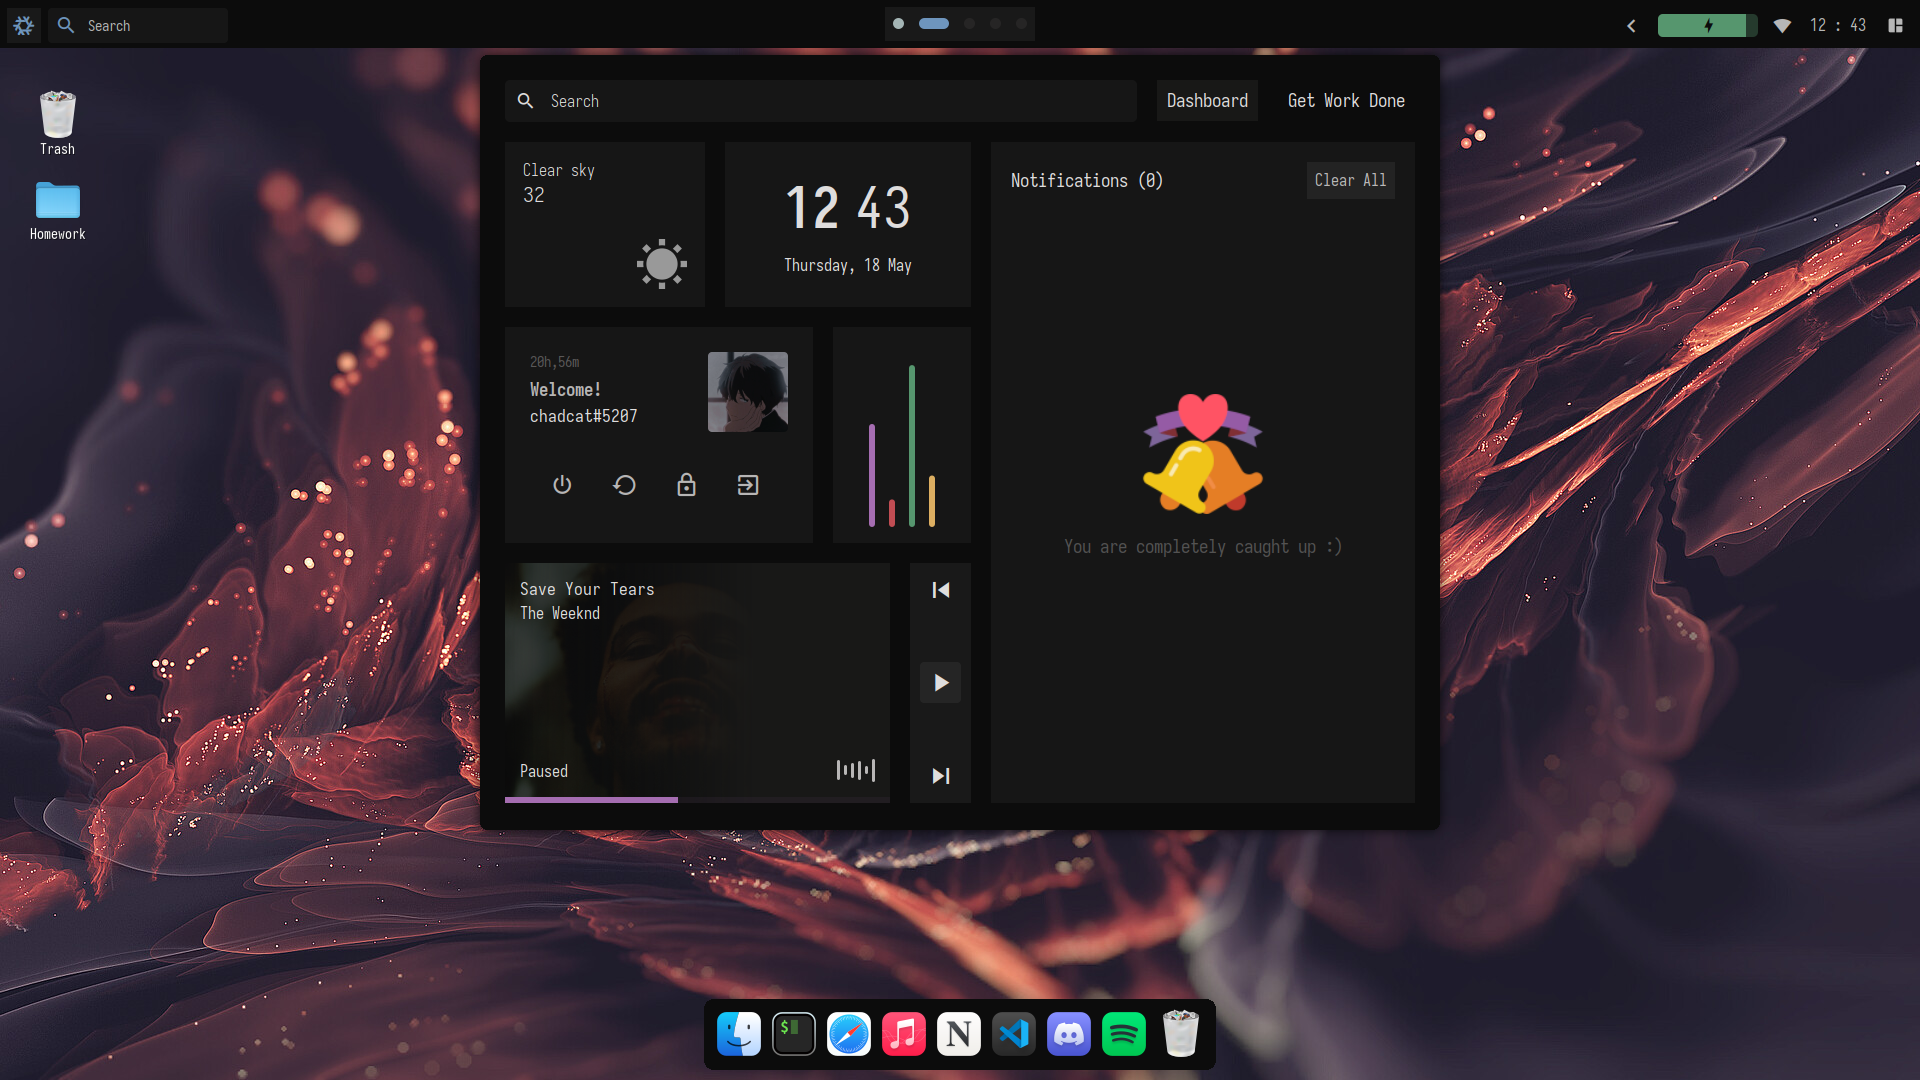 Search
12 : 43
Trash
Homework
Search
Dashboard
Get Work Done
Clear sky
32
12 43
Thursday, 18 May
Notifications (0)
Clear All
20h,56m
Welcome!
chadcat#5207
You are completely caught up :)
Save Your Tears
The Weeknd
Paused
$
N